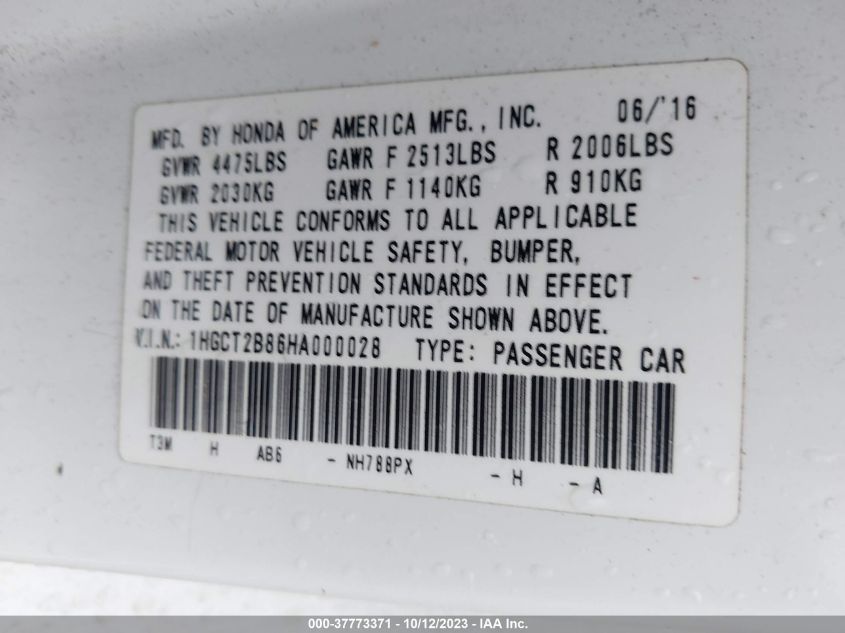 MFD. BY HONDA OF AMERICA MFG., INC. 06/'16
GVWR 4475LBS GAWR F 2513LBS R 2006LBS
GVWR 2030KG GAWR F 1140KG R 910KG
THIS VEHICLE CONFORMS TO ALL APPLICABLE
FEDERAL MOTOR VEHICLE SAFETY, BUMPER,
AND THEFT PREVENTION STANDARDS IN EFFECT
ON THE DATE OF MANUFACTURE SHOWN ABOVE.
V.I.N.: 1HGCT2B86HA000028 TYPE: PASSENGER CAR
T3M H AB6 - NH788PX - H - A
000-37773371 - 10/12/2023 - IAA Inc.